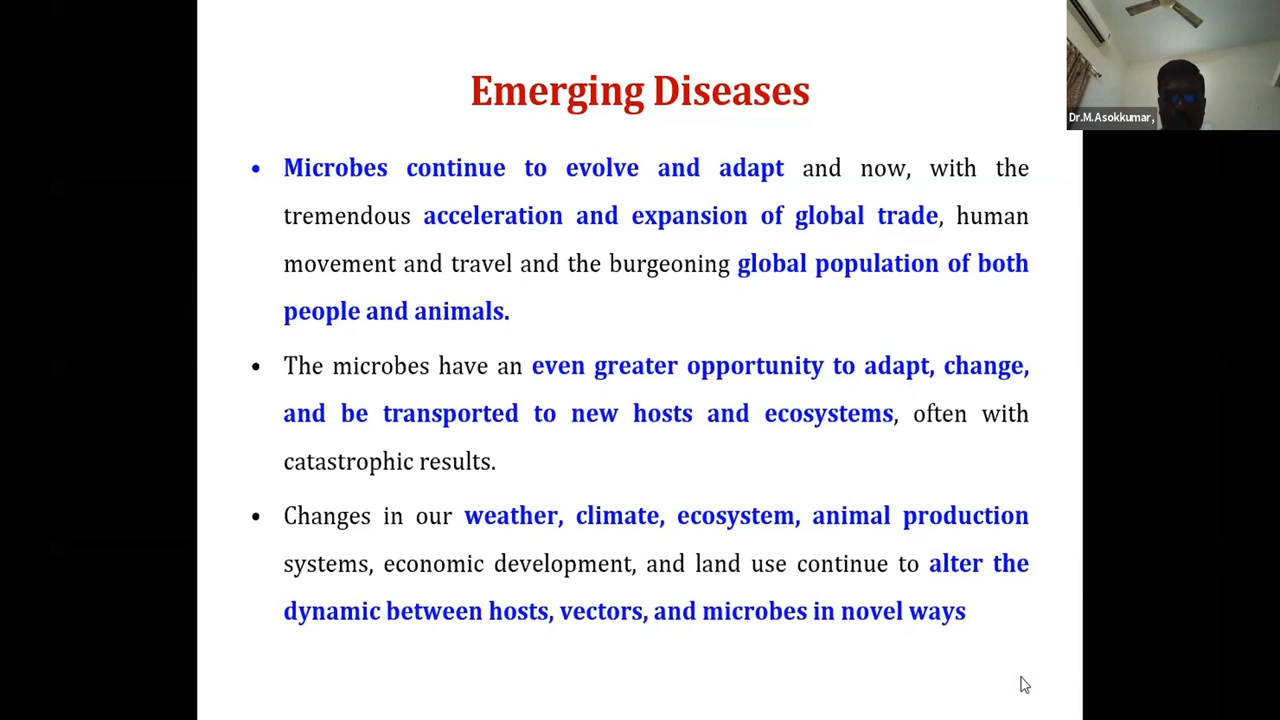 Emerging Diseases
Dr.M.Asokkumar,
• Microbes continue to evolve and adapt and now, with the
tremendous acceleration and expansion of global trade, human
movement and travel and the burgeoning global population of both
people and animals.
• The microbes have an even greater opportunity to adapt, change,
and be transported to new hosts and ecosystems, often with
catastrophic results.
• Changes in our weather, climate, ecosystem, animal production
systems, economic development, and land use continue to alter the
dynamic between hosts, vectors, and microbes in novel ways